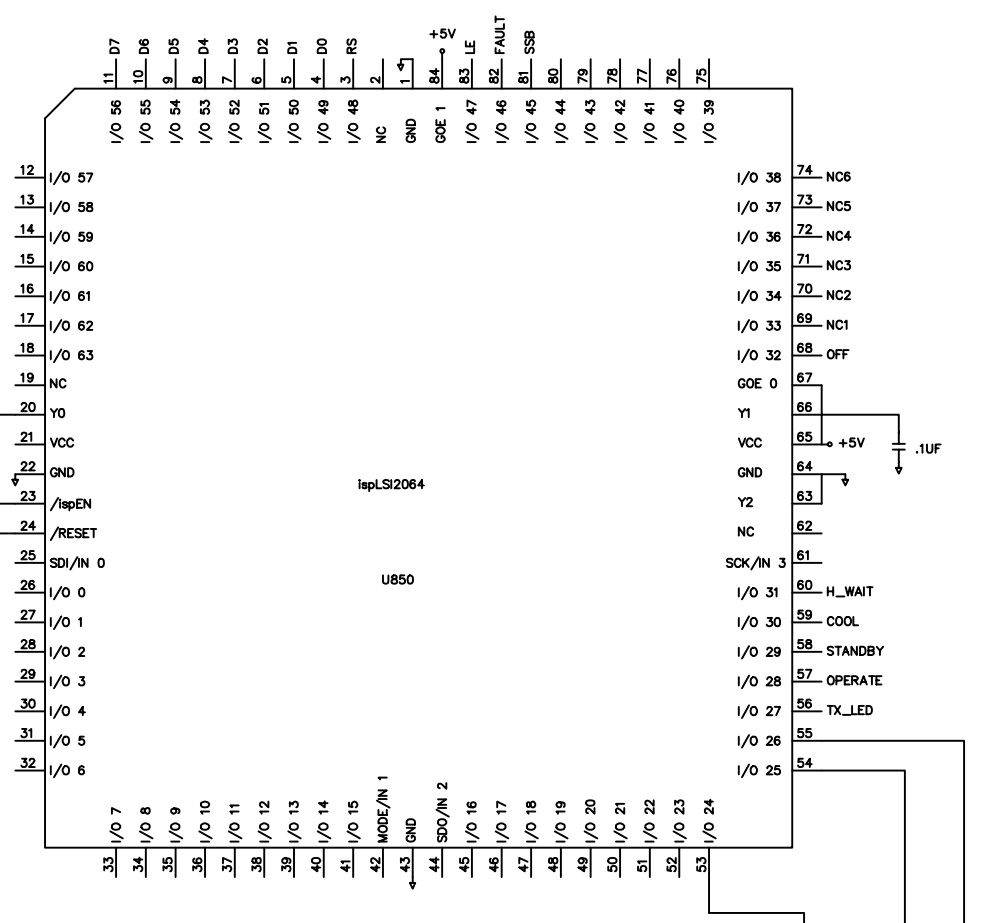 +5V
D7 D6 D5 D4 D3 D2 D1 D0 RS LE FAULT SSB
11 10 9 8 7 6 5 4 3 2 1 84 83 82 81 80 79 78 77 76 75
I/O 56 I/O 55 I/O 54 I/O 53 I/O 52 I/O 51 I/O 50 I/O 49 I/O 48 NC GND GOE 1 I/O 47 I/O 46 I/O 45 I/O 44 I/O 43 I/O 42 I/O 41 I/O 40 I/O 39
12 I/O 57 I/O 38 74 NC6
13 I/O 58 I/O 37 73 NC5
14 I/O 59 I/O 36 72 NC4
15 I/O 60 I/O 35 71 NC3
16 I/O 61 I/O 34 70 NC2
17 I/O 62 I/O 33 69 NC1
18 I/O 63 I/O 32 68 OFF
19 NC GOE 0 67
20 Y0 Y1 66
21 VCC VCC 65 +5V .1UF
22 GND GND 64
ispLSI2064
23 /ispEN Y2 63
24 /RESET NC 62
25 SDI/IN 0 SCK/IN 3 61
U850
26 I/O 0 I/O 31 60 H_WAIT
27 I/O 1 I/O 30 59 COOL
28 I/O 2 I/O 29 58 STANDBY
29 I/O 3 I/O 28 57 OPERATE
30 I/O 4 I/O 27 56 TX_LED
31 I/O 5 I/O 26 55
32 I/O 6 I/O 25 54
I/O 7 I/O 8 I/O 9 I/O 10 I/O 11 I/O 12 I/O 13 I/O 14 I/O 15 MODE/IN 1 GND SDO/IN 2 I/O 16 I/O 17 I/O 18 I/O 19 I/O 20 I/O 21 I/O 22 I/O 23 I/O 24
33 34 35 36 37 38 39 40 41 42 43 44 45 46 47 48 49 50 51 52 53